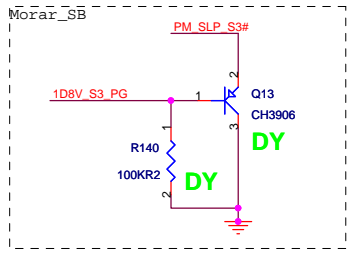 Morar_SB
PM_SLP_S3#
2
1D8V_S3_PG
1
Q13
CH3906
3
DY
1
R140
100KR2
DY
2